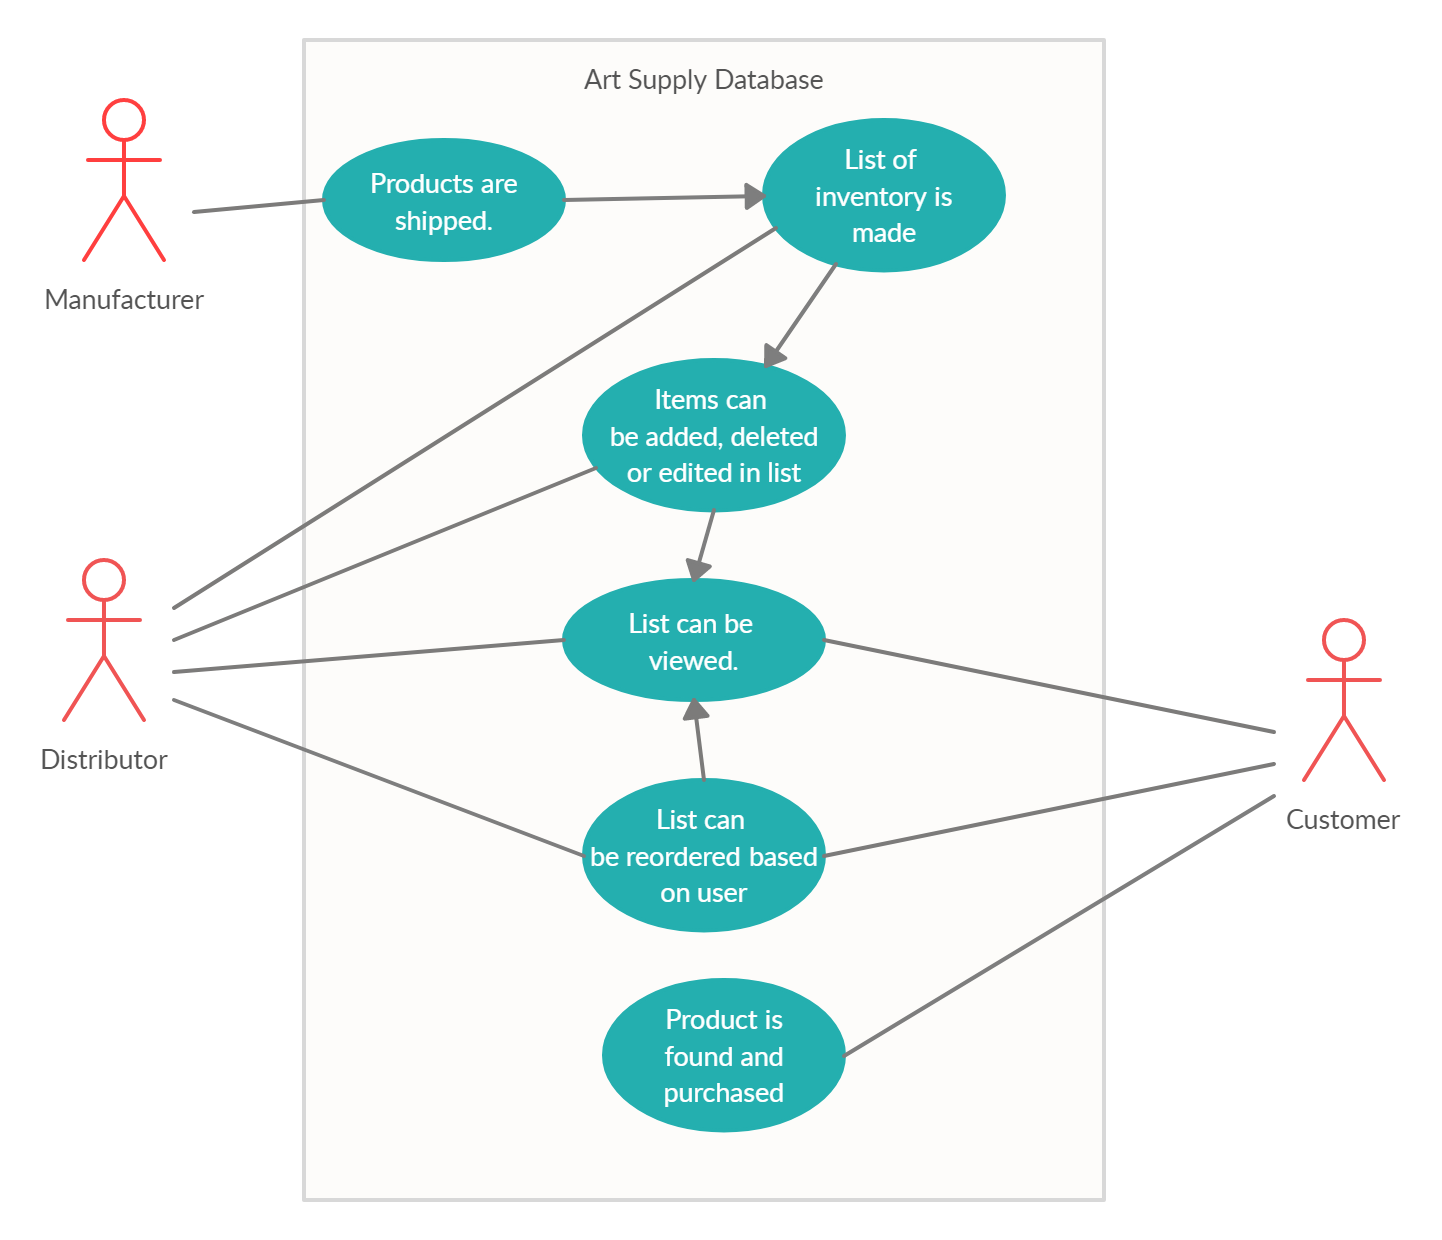 Art Supply Database
Products are
shipped.
List of
inventory is
made
Manufacturer
Items can
be added, deleted
or edited in list
List can be
viewed.
Distributor
List can
be reordered based
on user
Customer
Product is
found and
purchased